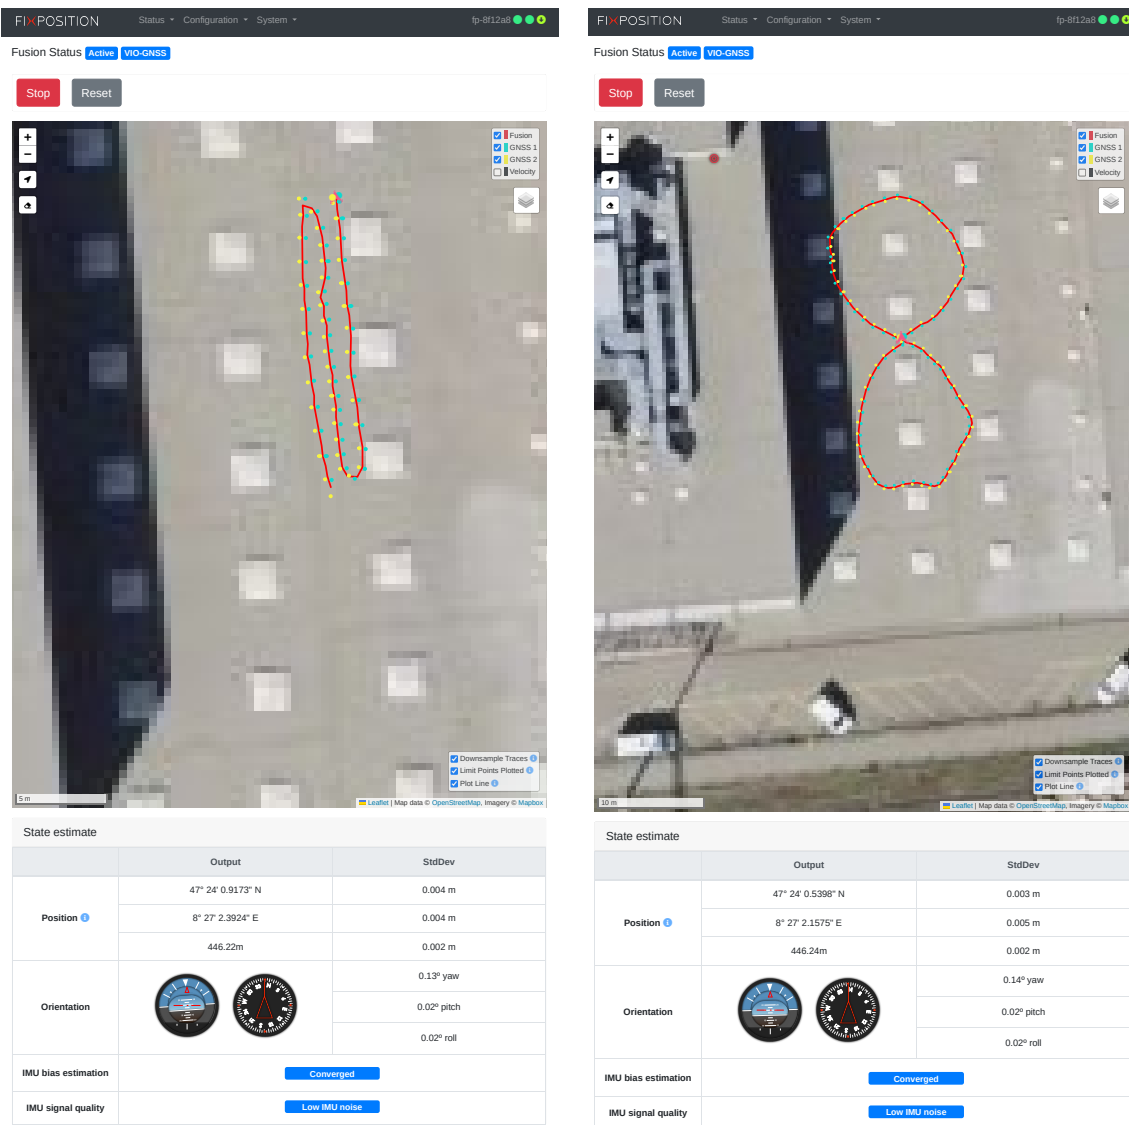 FIXPOSITION Status Configuration System fp-8f12a8
Fusion Status Active VIO-GNSS
Stop Reset
+
−
Fusion
GNSS 1
GNSS 2
Velocity
Downsample Traces
Limit Points Plotted
Plot Line
5 m
Leaflet | Map data © OpenStreetMap, Imagery © Mapbox
State estimate
Output StdDev
Position
47° 24' 0.9173" N 0.004 m
8° 27' 2.3924" E 0.004 m
446.22m 0.002 m
Orientation
0.13º yaw
0.02º pitch
0.02º roll
IMU bias estimation Converged
IMU signal quality Low IMU noise
FIXPOSITION Status Configuration System fp-8f12a8
Fusion Status Active VIO-GNSS
Stop Reset
+
−
Fusion
GNSS 1
GNSS 2
Velocity
Downsample Traces
Limit Points Plotted
Plot Line
10 m
Leaflet | Map data © OpenStreetMap, Imagery © Mapbox
State estimate
Output StdDev
Position
47° 24' 0.5398" N 0.003 m
8° 27' 2.1575" E 0.005 m
446.24m 0.002 m
Orientation
0.14º yaw
0.02º pitch
0.02º roll
IMU bias estimation Converged
IMU signal quality Low IMU noise